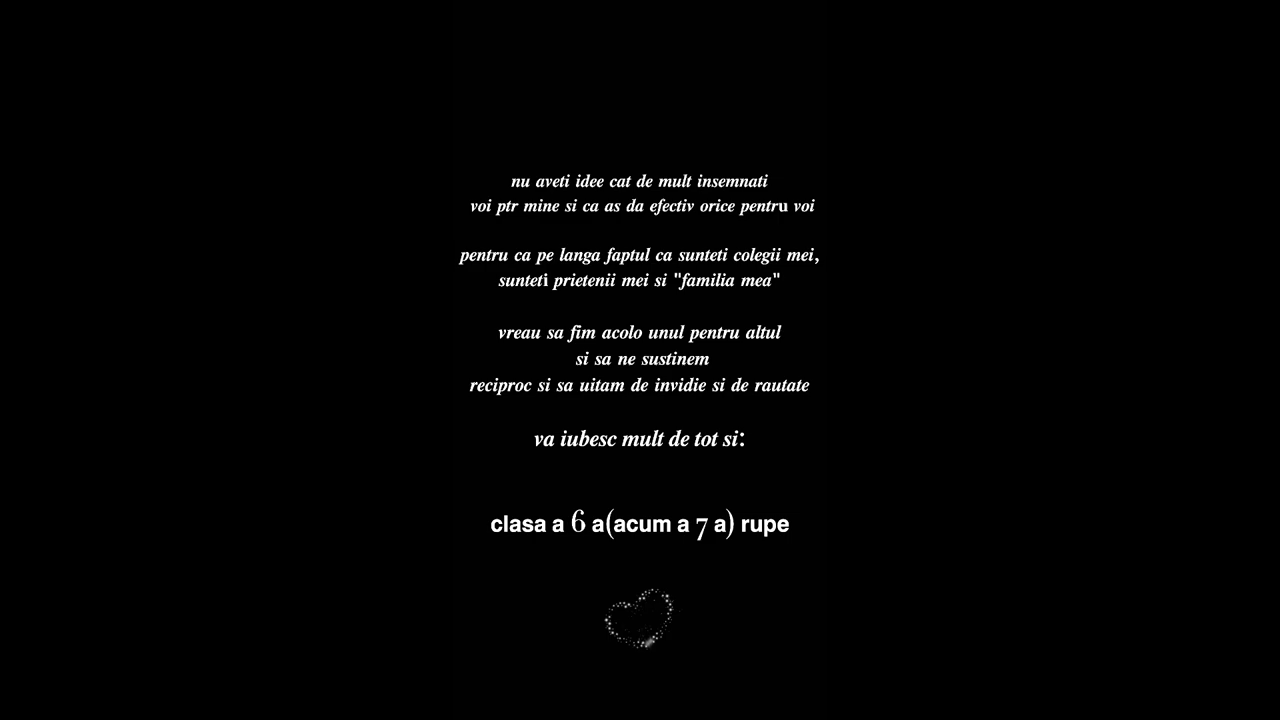 nu aveti idee cat de mult insemnati
voi ptr mine si ca as da efectiv orice pentru voi
pentru ca pe langa faptul ca sunteti colegii mei,
sunteti prietenii mei si "familia mea"
vreau sa fim acolo unul pentru altul
si sa ne sustinem
reciproc si sa uitam de invidie si de rautate
va iubesc mult de tot si:
clasa a 6 a(acum a 7 a) rupe